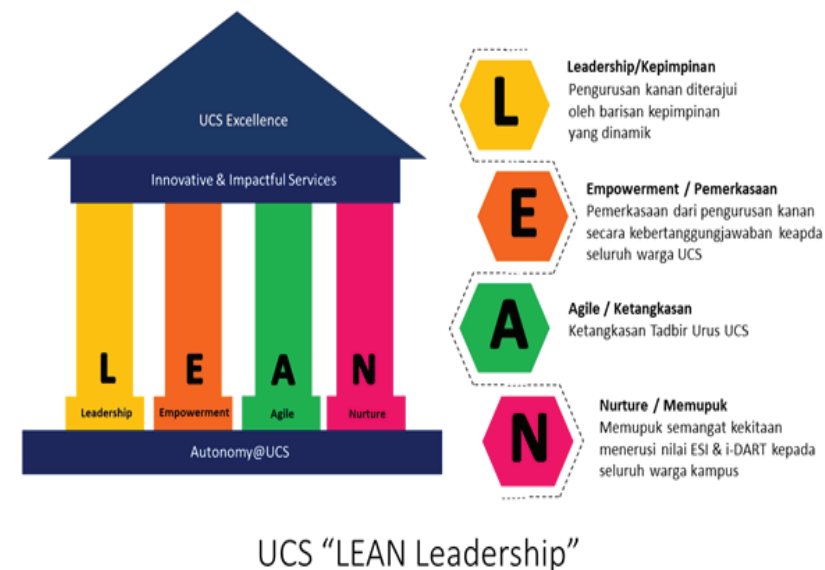 UCS Excellence
Innovative & Impactful Services
L E A N
Leadership Empowerment Agile Nurture
Autonomy@UCS
L
Leadership/Kepimpinan
Pengurusan kanan diterajui
oleh barisan kepimpinan
yang dinamik
E
Empowerment / Pemerkasaan
Pemerkasaan dari pengurusan kanan
secara kebertanggungjawaban keapda
seluruh warga UCS
A
Agile / Ketangkasan
Ketangkasan Tadbir Urus UCS
N
Nurture / Memupuk
Memupuk semangat kekitaan
menerusi nilai ESI & i-DART kepada
seluruh warga kampus
UCS “LEAN Leadership”